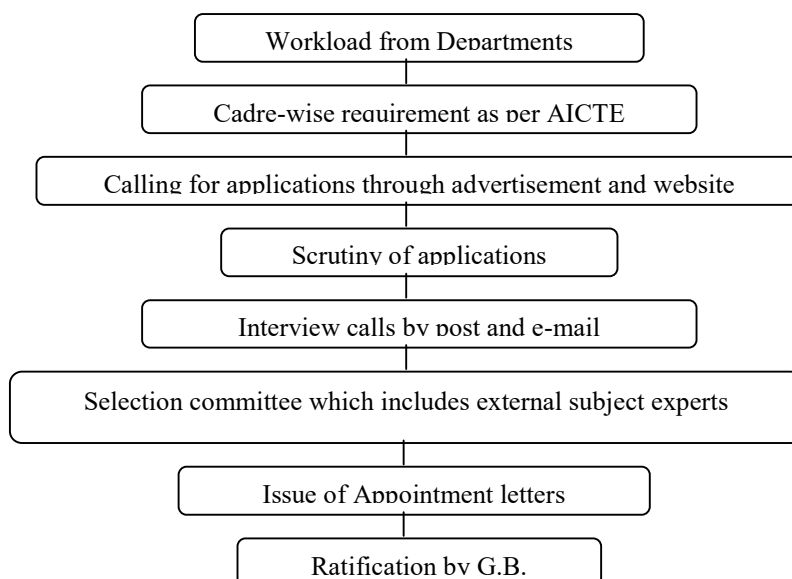 Workload from Departments
Cadre-wise requirement as per AICTE
Calling for applications through advertisement and website
Scrutiny of applications
Interview calls by post and e-mail
Selection committee which includes external subject experts
Issue of Appointment letters
Ratification by G.B.